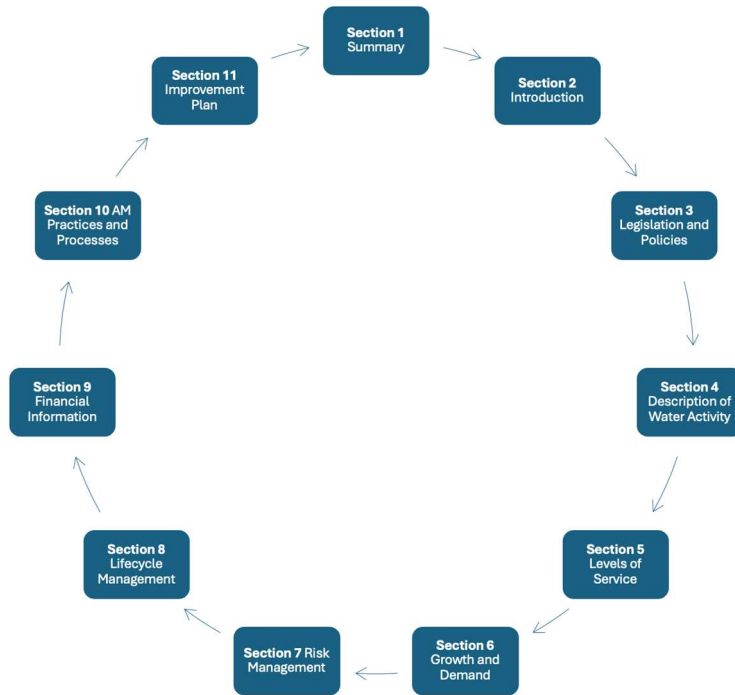 Section 1
Summary
Section 2
Introduction
Section 3
Legislation and
Policies
Section 4
Description of
Water Activity
Section 5
Levels of
Service
Section 6
Growth and
Demand
Section 7 Risk
Management
Section 8
Lifecycle
Management
Section 9
Financial
Information
Section 10 AM
Practices and
Processes
Section 11
Improvement
Plan